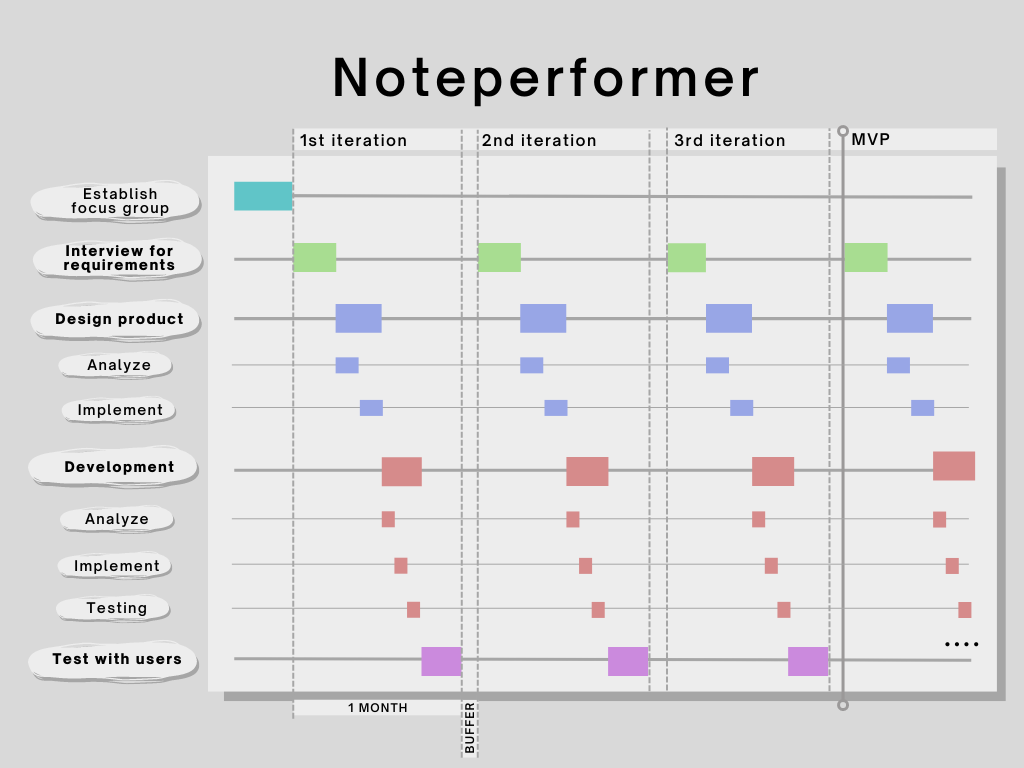 Noteperformer
1st iteration
2nd iteration
3rd iteration
MVP
Establish
focus group
Interview for
requirements
Design product
Analyze
Implement
Development
Analyze
Implement
Testing
....
Test with users
1 MONTH
BUFFER